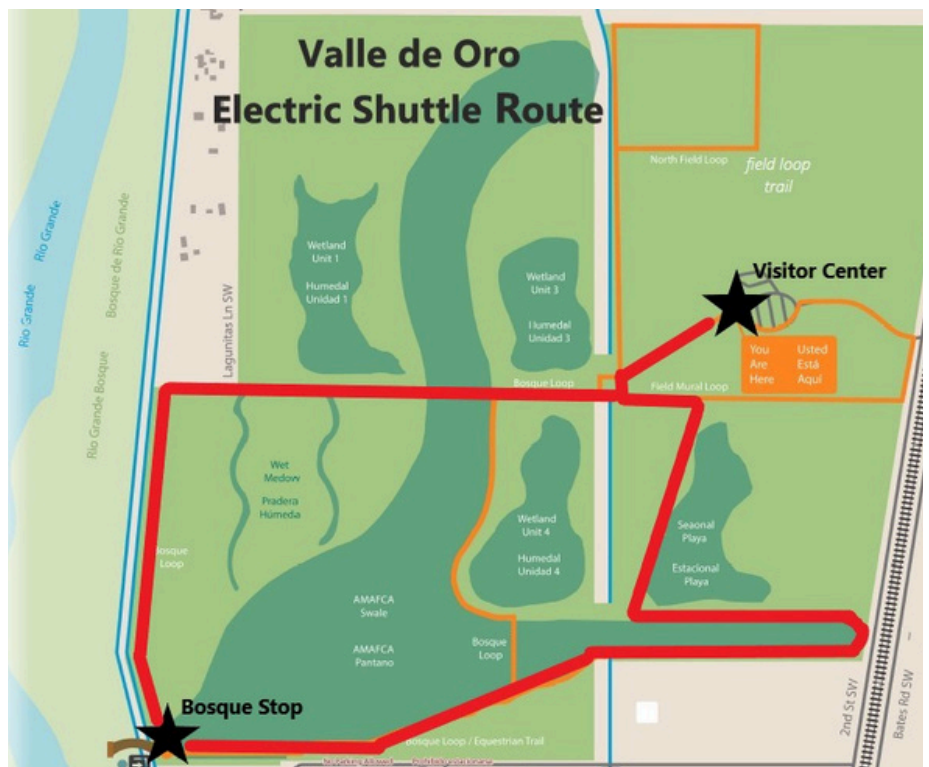 Valle de Oro
Electric Shuttle Route
North Field Loop
field loop
trail
Rio Grande
Rio Grande
Bosque de Rio Grande
Rio Grande Bosque
Lagunitas Ln SW
Wetland
Unit 1
Humedal
Unidad 1
Wetland
Unit 3
Humedal
Unidad 3
Visitor Center
You
Are
Here
Usted
Está
Aquí
Bosque Loop
Field Mural Loop
Wet
Medow
Pradera
Húmeda
Wetland
Unit 4
Humedal
Unidad 4
Seaonal
Playa
Estacional
Playa
Bosque
Loop
AMAFCA
Swale
AMAFCA
Pantano
Bosque
Loop
Bosque Stop
2nd St SW
Bates Rd SW
Bosque Loop / Equestrian Trail
No Parking Allowed